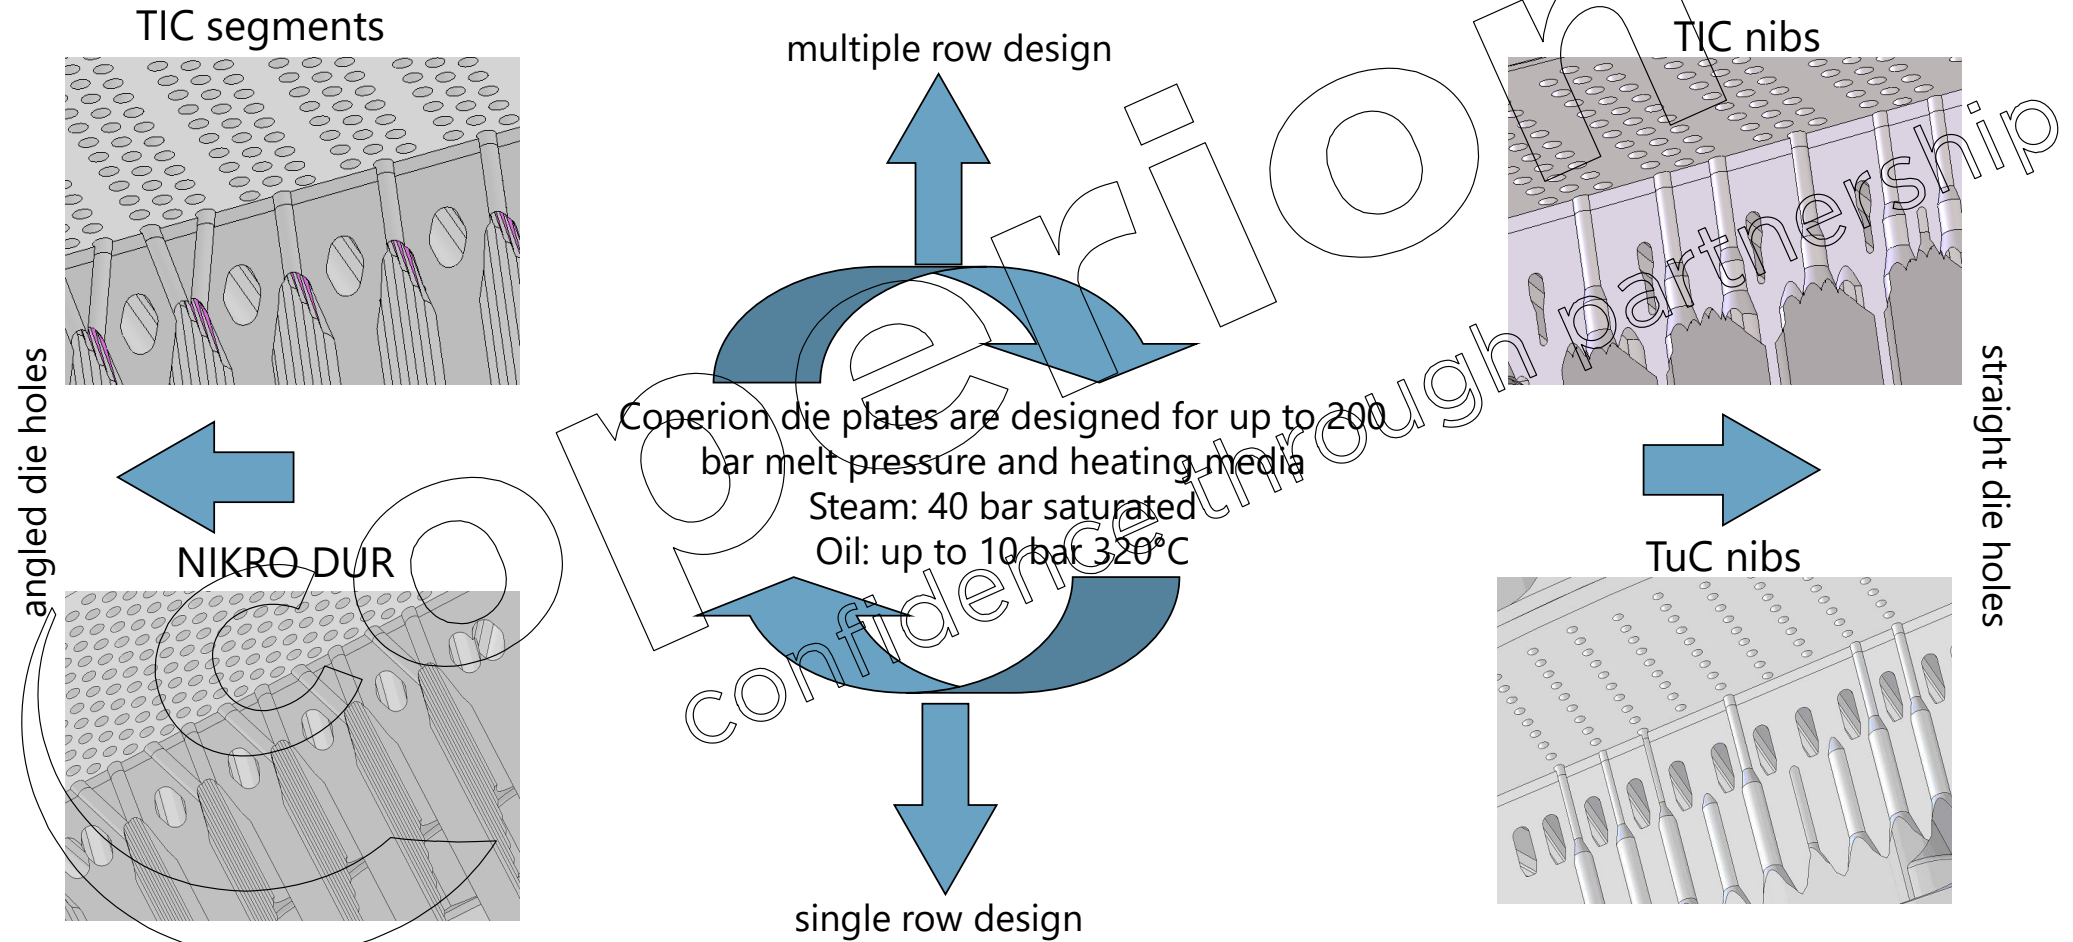 TIC segments
multiple row design
TIC nibs
angled die holes
straight die holes
Coperion die plates are designed for up to 200
bar melt pressure and heating media
Steam: 40 bar saturated
Oil: up to 10 bar 320°C
NIKRO DUR
TuC nibs
single row design
coperion
confidence through partnership